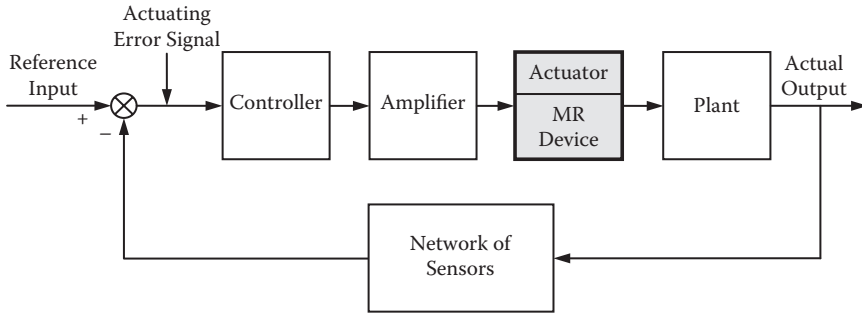 Actuating
Error Signal
Reference
Input
+
−
Controller
Amplifier
Actuator
MR
Device
Plant
Actual
Output
Network of
Sensors